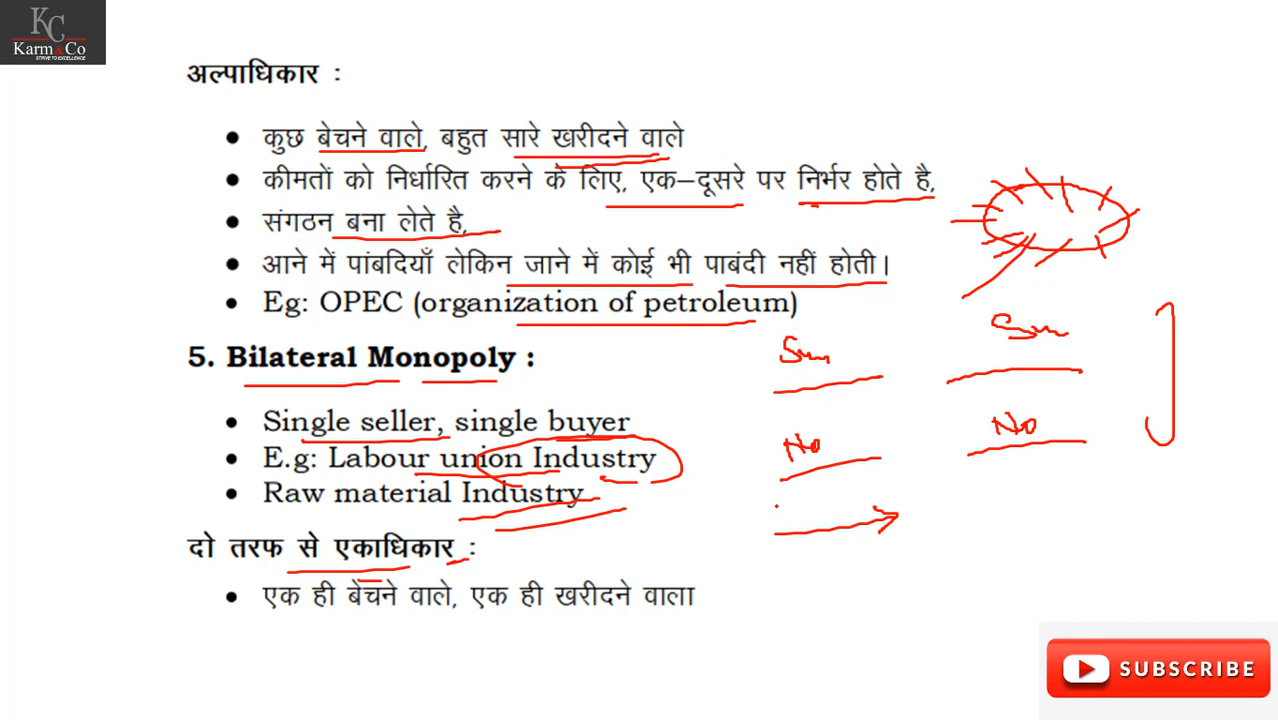 KC
Karm&Co
STRIVE TO EXCELLENCE
अल्पाधिकार :
• कुछ बेचने वाले, बहुत सारे खरीदने वाले
• कीमतों को निर्धारित करने के लिए, एक–दूसरे पर निर्भर होते है,
• संगठन बना लेते है,
• आने में पांबदियाँ लेकिन जाने में कोई भी पाबंदी नहीं होती।
• Eg: OPEC (organization of petroleum)
5. Bilateral Monopoly :
• Single seller, single buyer
• E.g: Labour union Industry
• Raw material Industry
दो तरफ से एकाधिकार :
• एक ही बेचने वाले, एक ही खरीदने वाला
No
No
SUBSCRIBE